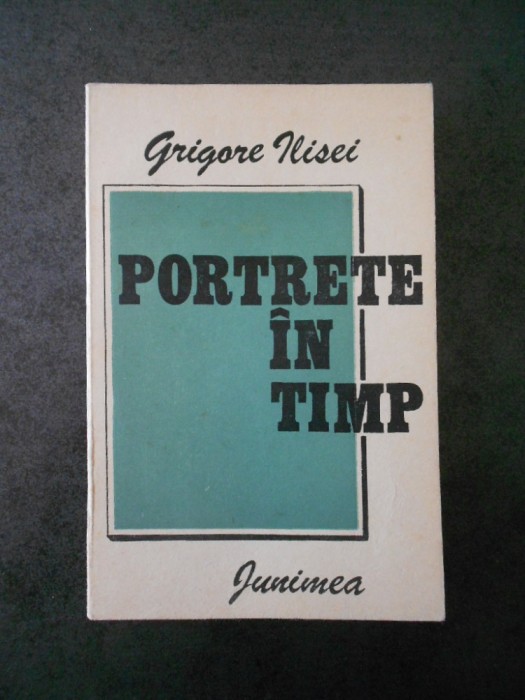 Grigore Ilisei
PORTRETE
ÎN
TIMP
Junimea